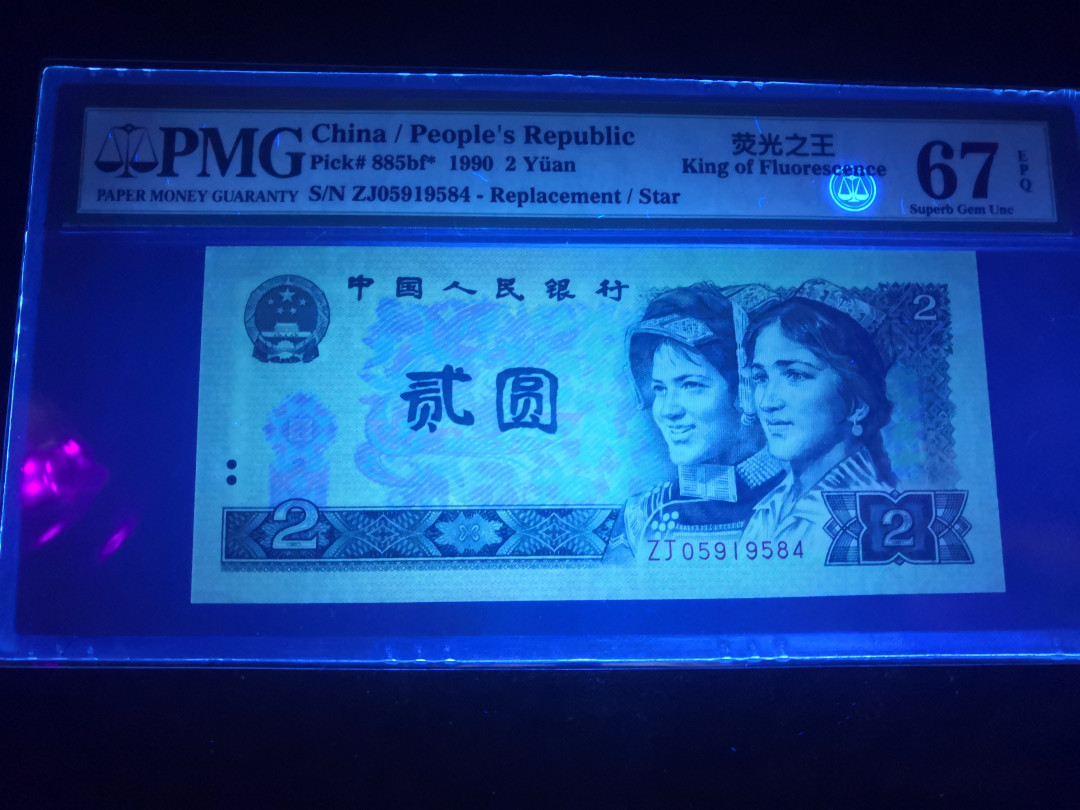 PMG
PAPER MONEY GUARANTY
China / People's Republic
Pick# 885bf* 1990 2 Yüan
S/N ZJ05919584 - Replacement / Star
荧光之王
King of Fluorescence
67
EPQ
Superb Gem Unc
中国人民银行
2
贰圆
2
ZJ05919584
2